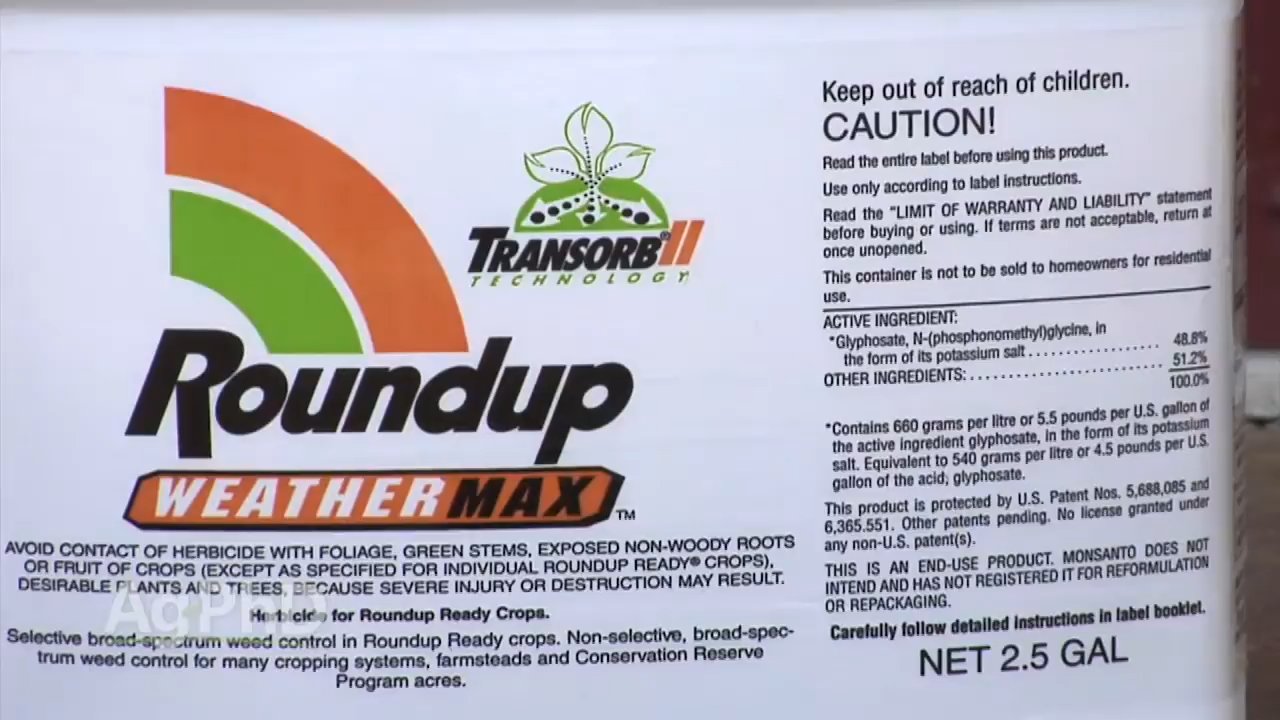 TRANSORB® II
TECHNOLOGY
Roundup
WEATHERMAX™
AVOID CONTACT OF HERBICIDE WITH FOLIAGE, GREEN STEMS, EXPOSED NON-WOODY ROOTS
OR FRUIT OF CROPS (EXCEPT AS SPECIFIED FOR INDIVIDUAL ROUNDUP READY® CROPS),
DESIRABLE PLANTS AND TREES, BECAUSE SEVERE INJURY OR DESTRUCTION MAY RESULT.
AgPhD
Herbicide for Roundup Ready Crops.
Selective broad-spectrum weed control in Roundup Ready crops. Non-selective, broad-spec-
trum weed control for many cropping systems, farmsteads and Conservation Reserve
Program acres.
Keep out of reach of children.
CAUTION!
Read the entire label before using this product.
Use only according to label instructions.
Read the "LIMIT OF WARRANTY AND LIABILITY" statement
before buying or using. If terms are not acceptable, return at
once unopened.
This container is not to be sold to homeowners for residential
use.
ACTIVE INGREDIENT:
*Glyphosate, N-(phosphonomethyl)glycine, in
the form of its potassium salt . . . . . . . . . . . . . . . . . 48.8%
OTHER INGREDIENTS: . . . . . . . . . . . . . . . . . . . . . . . . . 51.2%
100.0%
*Contains 660 grams per litre or 5.5 pounds per U.S. gallon of
the active ingredient glyphosate, in the form of its potassium
salt. Equivalent to 540 grams per litre or 4.5 pounds per U.S.
gallon of the acid, glyphosate.
This product is protected by U.S. Patent Nos. 5,688,085 and
6,365.551. Other patents pending. No license granted under
any non-U.S. patent(s).
THIS IS AN END-USE PRODUCT. MONSANTO DOES NOT
INTEND AND HAS NOT REGISTERED IT FOR REFORMULATION
OR REPACKAGING.
Carefully follow detailed instructions in label booklet.
NET 2.5 GAL